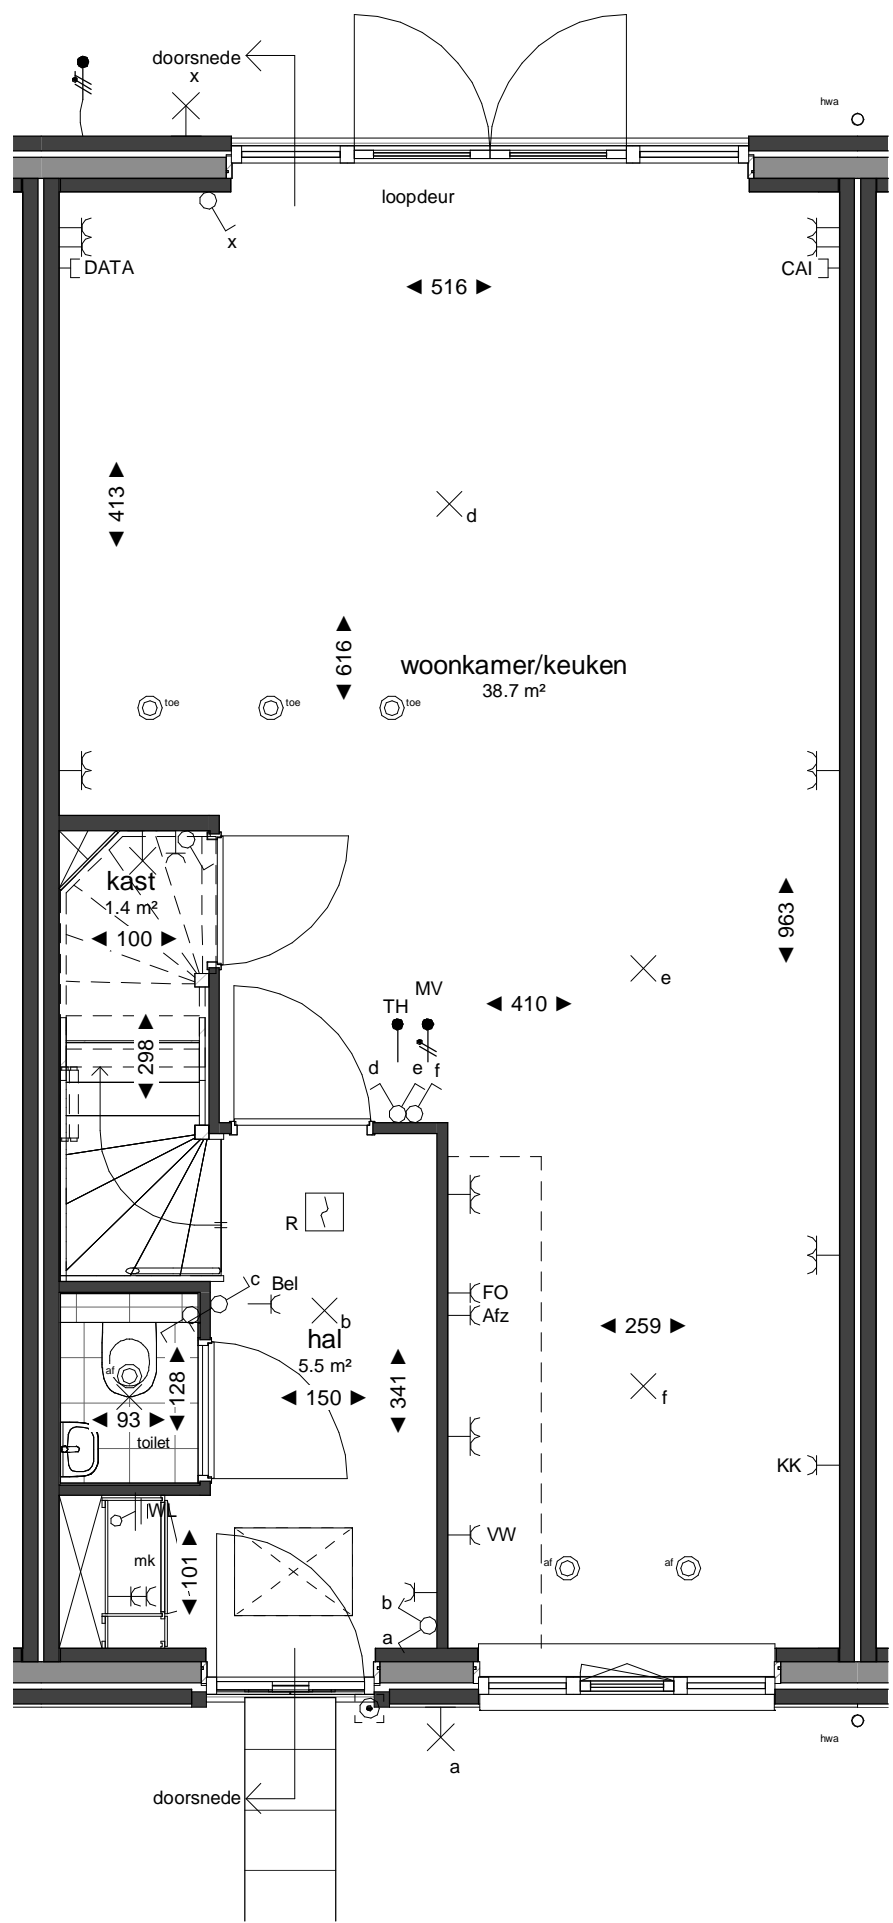 doorsnede
x
hwa
loopdeur
x
DATA
CAI
◄ 516 ►
◄ 413 ►
d
◄ 616 ►
woonkamer/keuken
38.7 m²
toe
toe
toe
kast
1.4 m²
◄ 100 ►
◄ 963 ►
e
◄ 410 ►
MV
TH
◄ 298 ►
d
e
f
R
c
Bel
FO
Afz
b
hal
5.5 m²
◄ 259 ►
af
◄ 128 ►
◄ 341 ►
◄ 150 ►
f
◄ 93 ►
toilet
KK
WL
VW
mk
◄ 101 ►
af
af
b
a
hwa
a
doorsnede